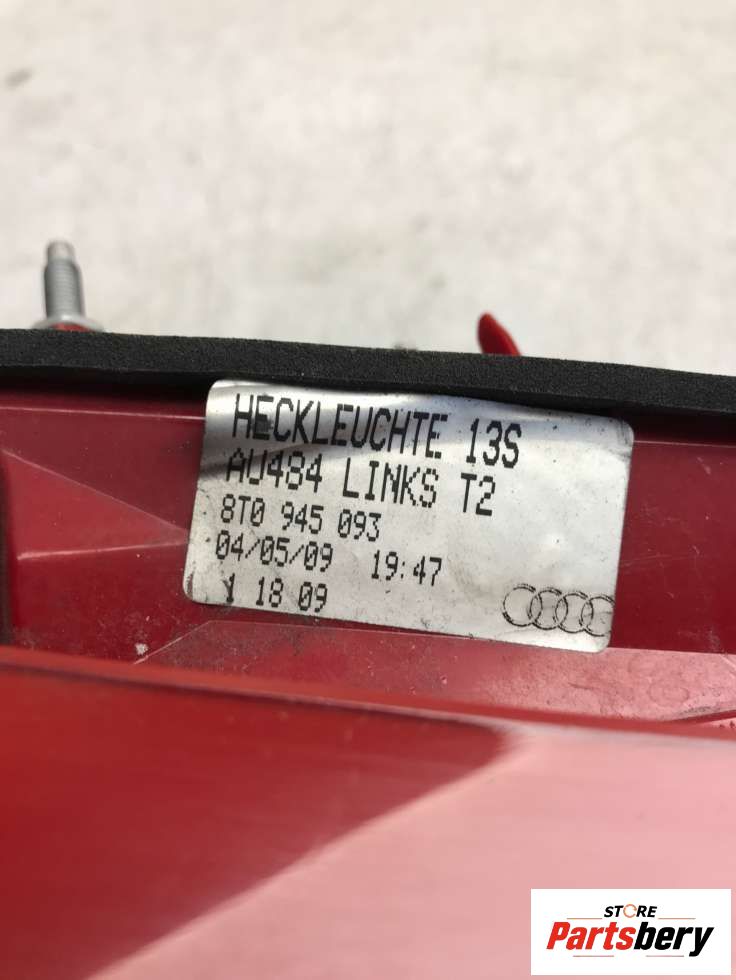 HECKLEUCHTE 13S
AU484 LINKS T2
8T0 945 093
04/05/09 19:47
1 18 09
STORE
Partsbery